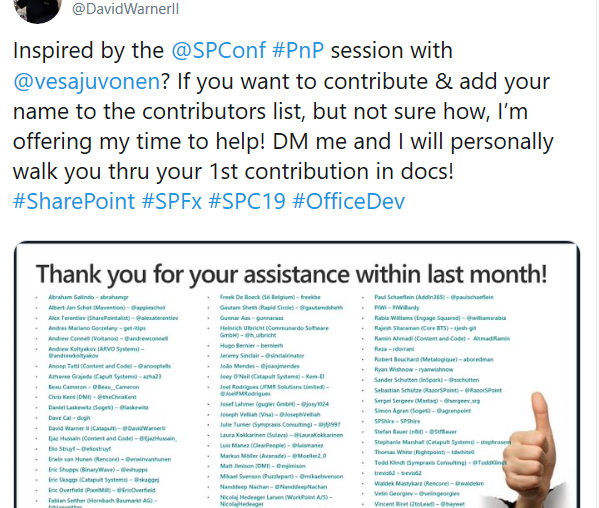 @DavidWarnerII
Inspired by the @SPConf #PnP session with
@vesajuvonen? If you want to contribute & add your
name to the contributors list, but not sure how, I’m
offering my time to help! DM me and I will personally
walk you thru your 1st contribution in docs!
#SharePoint #SPFx #SPC19 #OfficeDev
Thank you for your assistance within last month!
Abraham Galindo – abrahamgr
Albert-Jan Schot (Mavention) – @appieschot
Alex Terentiev (SharePointalist) – @alexaterentiev
Andres Mariano Gorzelany – get-itips
Andrew Connell (Voitanos) – @andrewconnell
Andrew Koltyakov (ARVO Systems) –
@andrewkoltyakov
Anoop Tatti (Content and Code) – @anooptells
Azhavee Grajeda (Capult Systems) – azha23
Beau Cameron – @Beau__Cameron
Chris Kent (DMI) – @theChrisKent
Daniel Laskewitz (Sogeti) – @laskewitz
Dave Cal – dcgit
David Warner II (Catapult) – @DavidWarnerII
Ejaz Hussain (Content and Code) – @EjazHussain_
Elio Struyf – @eliostruyf
Erwin van Hunen (Rencore) – @erwinvanhunen
Eric Shupps (BinaryWave) – @eshupps
Eric Skaggs (Catapult Systems) – @skaggej
Eric Overfield (PixelMill) – @EricOverfield
Fabian Seither (Hornbach Baumarkt AG) –
Freek De Boeck (Sii Belgium) – freekbe
Gautam Sheth (Rapid Circle) – @gautamdsheth
Gunnar Aas – gunnaraas
Heinrich Ulbricht (Communardo Software
GmbH) – @h_ulbricht
Hugo Bernier – bernierh
Jeremy Sinclair – @sinclairinator
João Mendes – @joaojmendes
Joey D'Neil (Catapult Systems) – Kem-El
Joel Rodrigues (JFMR Solutions Limited) –
@JoelFMRodrigues
Josef Lahmer (gugler GmbH) – @josy1024
Joseph Velliah (Visa) – @JosephVelliah
Julie Turner (Sympraxis Consulting) – @jfj1997
Laura Kokkarinen (Sulava) – @LauraKokkarinen
Luis Manez (ClearPeople) – @luismanez
Markus Möller (Avanade) – @Moeller2_0
Matt Jimison (DMI) – @mjimison
Mikael Svenson (Puzzlepart) – @mikaelsvenson
Nanddeep Nachan – @NanddeepNachan
Nicolaj Hedeager Larsen (WorkPoint A/S) –
NicolajHedeager
Paul Schaeflein (AddIn365) – @paulschaeflein
PiWi – PiWiBardy
Rabia Williams (Engage Squared) – @williamsrabia
Rajesh Sitaraman (Core BTS) – rjesh-git
Ramin Ahmadi (Content and Code) – AhmadiRamin
Reza – rdorrani
Robert Bouchard (Metalogique) – aboredman
Ryan Wishnow – ryanwishnow
Sander Schutten (InSpark) – @sschutten
Sebastian Schütze (RazorSPoint) – @RazorSPoint
Sergei Sergeev (Mastaq) – @sergeev_srg
Simon Ågren (Sogeti) – @agrenpoint
SPShire – SPShire
Stefan Bauer (n8d) – @StfBauer
Stephanie Marshall (Catapult Systems) –
Thomas White (Rightpoint) – tdwhite0
Todd Klindt (Sympraxis Consulting) – @ToddKlindt
trevis62 – trevis62
Waldek Mastykarz (Rencore) – @waldekm
Velin Georgiev – @velingeorgiev
Vincent Biret (2toLead) – @baywet